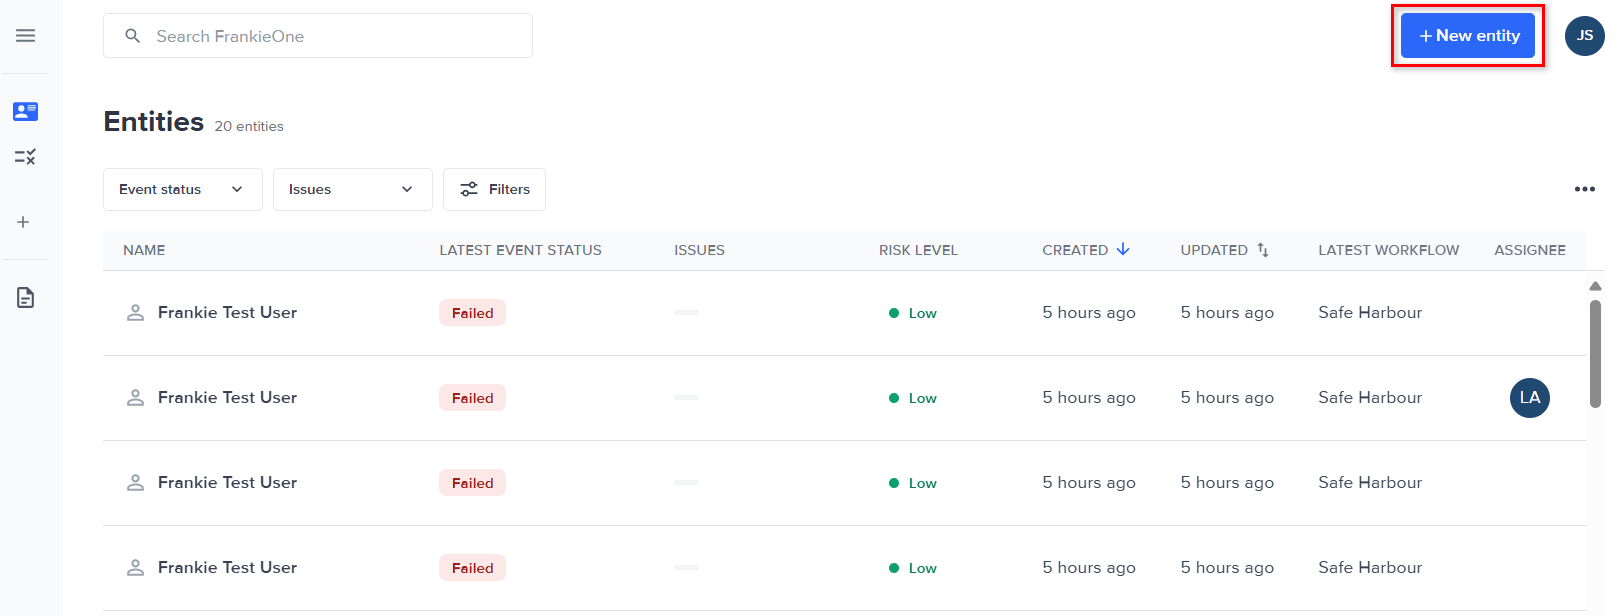 Search FrankieOne
+ New entity
JS
Entities 20 entities
Event status
Issues
Filters
NAME LATEST EVENT STATUS ISSUES RISK LEVEL CREATED UPDATED LATEST WORKFLOW ASSIGNEE
Frankie Test User Failed Low 5 hours ago 5 hours ago Safe Harbour
Frankie Test User Failed Low 5 hours ago 5 hours ago Safe Harbour LA
Frankie Test User Failed Low 5 hours ago 5 hours ago Safe Harbour
Frankie Test User Failed Low 5 hours ago 5 hours ago Safe Harbour